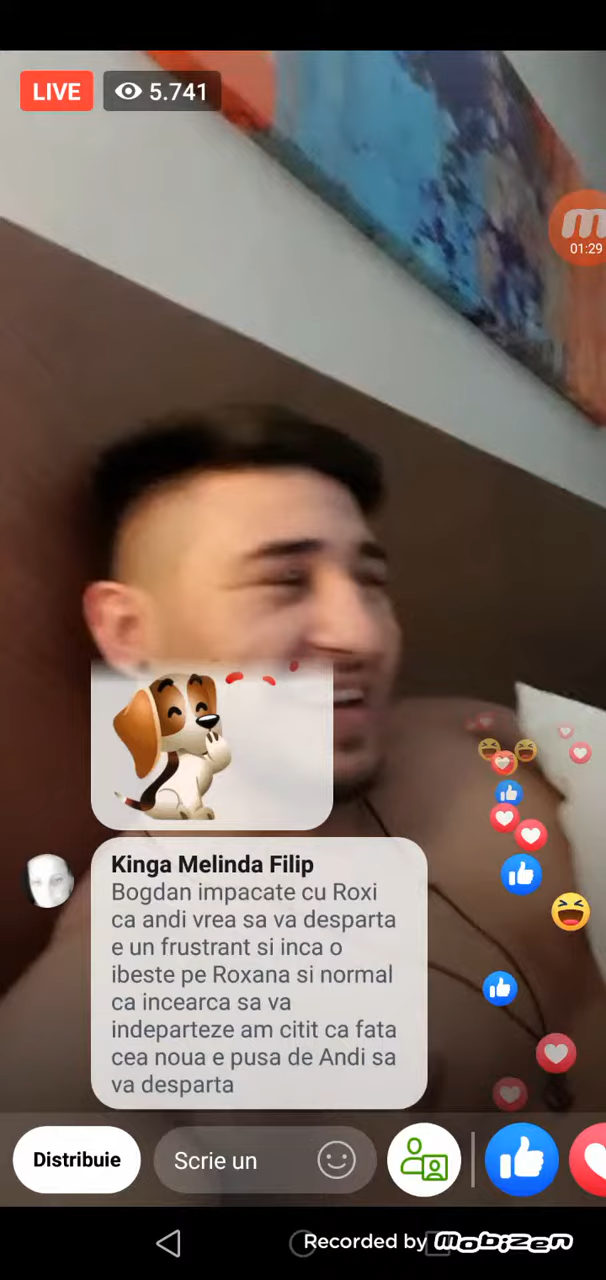 LIVE
5.741
01:29
Kinga Melinda Filip
Bogdan impacate cu Roxi
ca andi vrea sa va desparta
e un frustrant si inca o
ibeste pe Roxana si normal
ca incearca sa va
indeparteze am citit ca fata
cea noua e pusa de Andi sa
va desparta
Distribuie
Scrie un
Recorded by mobizen